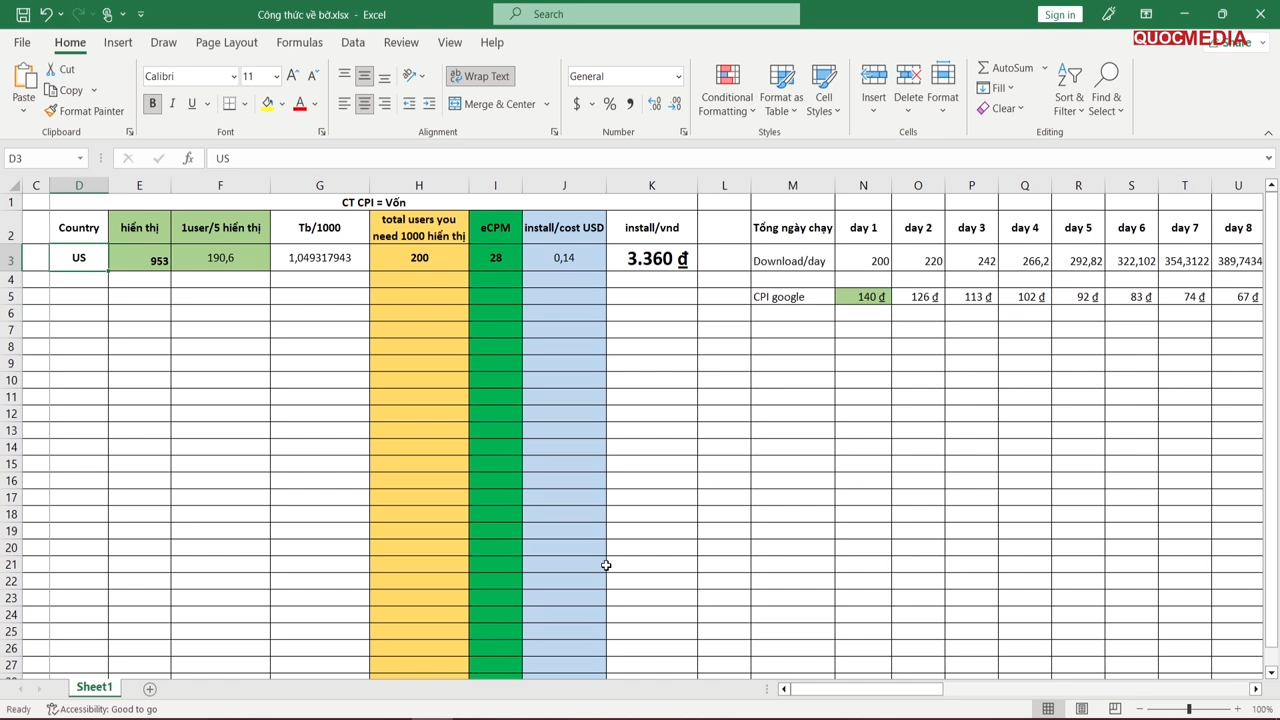 Công thức về bờ.xlsx - Excel
Search
Sign in
File Home Insert Draw Page Layout Formulas Data Review View Help
QUOCMEDIA
Share
Paste
Cut
Copy
Format Painter
Clipboard
Calibri 11
B I U
Font
Wrap Text
Merge & Center
Alignment
General
$ % 9
Number
Conditional Formatting
Format as Table
Cell Styles
Styles
Insert Delete Format
Cells
AutoSum
Fill
Clear
Sort & Filter
Find & Select
Editing
D3 fx US
C D E F G H I J K L M N O P Q R S T U
1 CT CPI = Vốn
2 Country hiển thị 1user/5 hiển thị Tb/1000 total users you need 1000 hiển thị eCPM install/cost USD install/vnd Tổng ngày chạy day 1 day 2 day 3 day 4 day 5 day 6 day 7 day 8
3 US 953 190,6 1,049317943 200 28 0,14 3.360 ₫ Download/day 200 220 242 266,2 292,82 322,102 354,3122 389,7434
4
5 CPI google 140 ₫ 126 ₫ 113 ₫ 102 ₫ 92 ₫ 83 ₫ 74 ₫ 67 ₫
6
7
8
9
10
11
12
13
14
15
16
17
18
19
20
21
22
23
24
25
26
27
Sheet1
Ready Accessibility: Good to go 100%